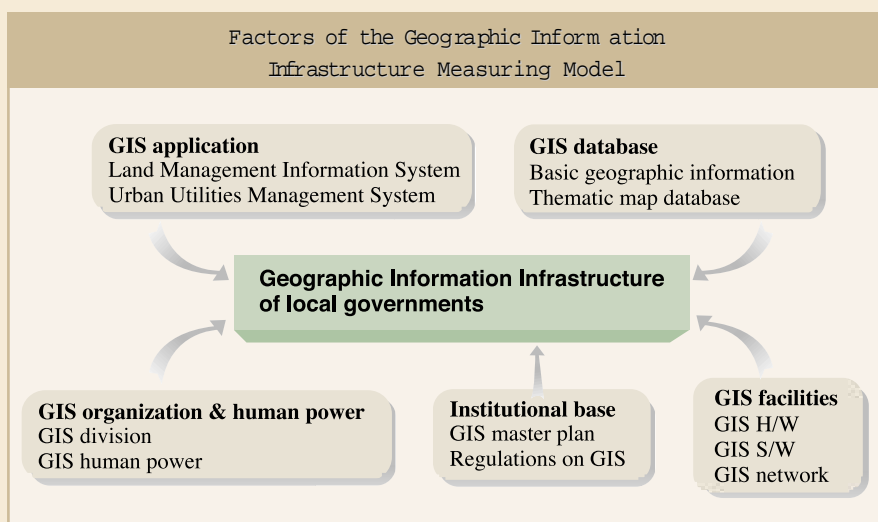 Factors of the Geographic Information
Infrastructure Measuring Model
GIS application
Land Management Information System
Urban Utilities Management System
GIS database
Basic geographic information
Thematic map database
Geographic Information Infrastructure
of local governments
GIS organization & human power
GIS division
GIS human power
Institutional base
GIS master plan
Regulations on GIS
GIS facilities
GIS H/W
GIS S/W
GIS network